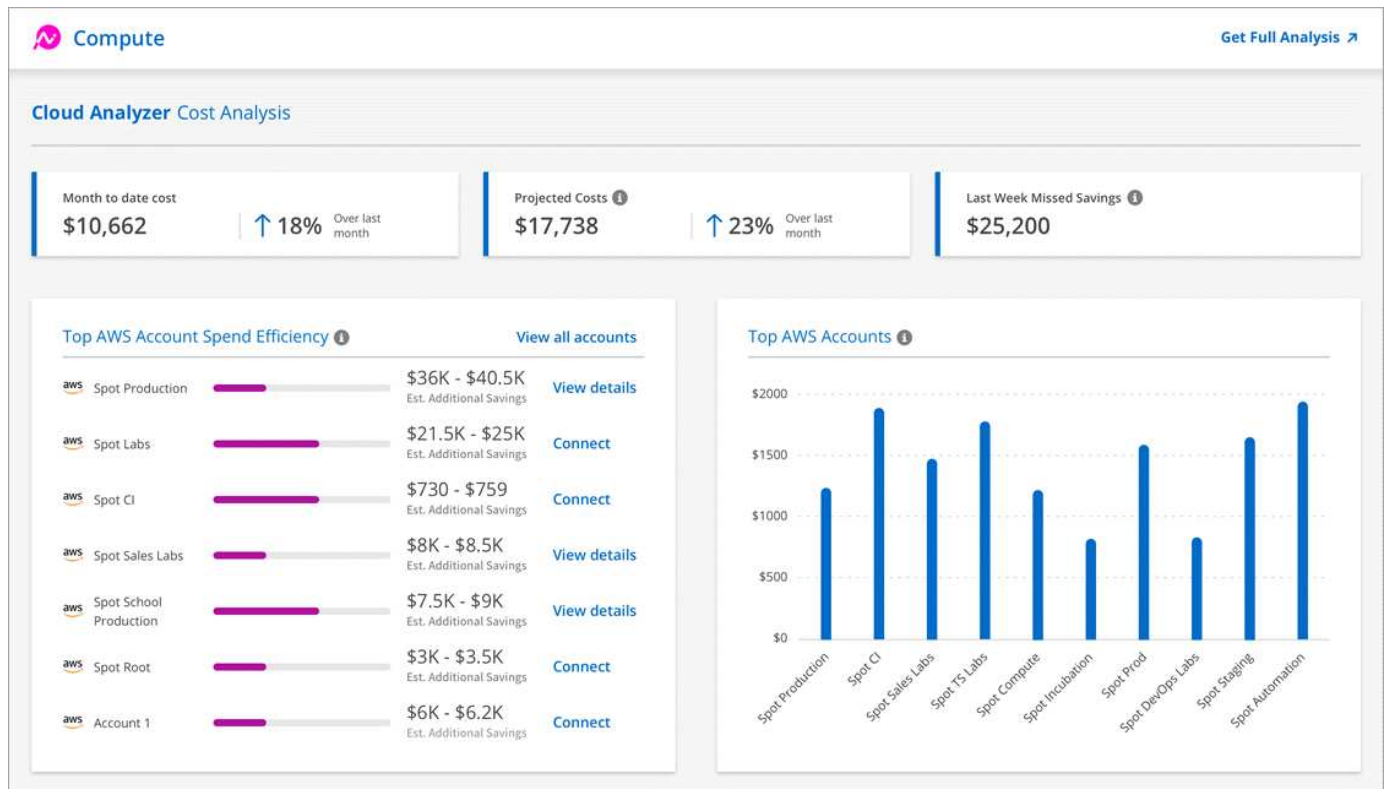 Compute
Get Full Analysis ↗
Cloud Analyzer Cost Analysis
Month to date cost
$10,662
↑ 18%
Over last
month
Projected Costs
$17,738
↑ 23%
Over last
month
Last Week Missed Savings
$25,200
Top AWS Account Spend Efficiency
View all accounts
aws Spot Production
$36K - $40.5K
Est. Additional Savings
View details
aws Spot Labs
$21.5K - $25K
Est. Additional Savings
Connect
aws Spot CI
$730 - $759
Est. Additional Savings
Connect
aws Spot Sales Labs
$8K - $8.5K
Est. Additional Savings
View details
aws Spot School
Production
$7.5K - $9K
Est. Additional Savings
View details
aws Spot Root
$3K - $3.5K
Est. Additional Savings
Connect
aws Account 1
$6K - $6.2K
Est. Additional Savings
Connect
Top AWS Accounts
$2000
$1500
$1000
$500
$0
Spot Production
Spot CI
Spot Sales Labs
Spot TS Labs
Spot Compute
Spot Incubation
Spot Prod
Spot DevOps Labs
Spot Staging
Spot Automation